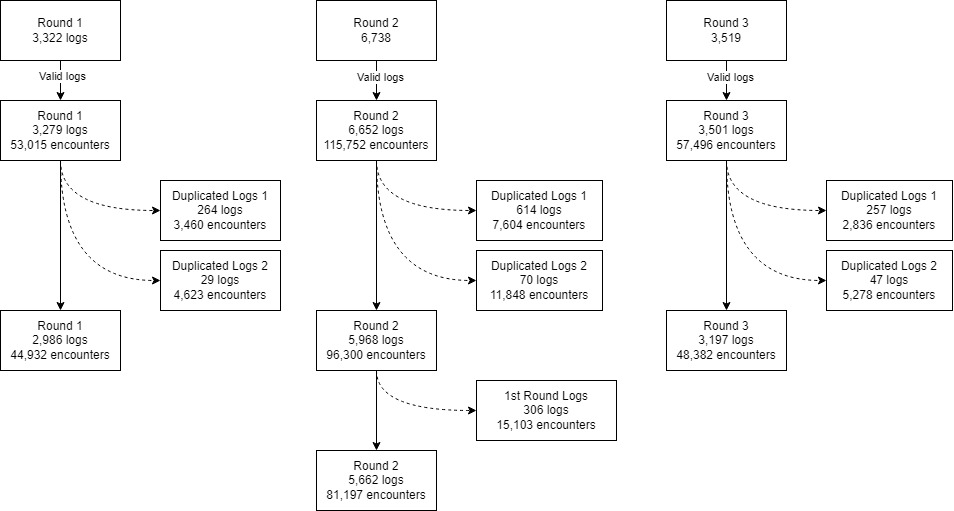 Round 1
3,322 logs
Valid logs
Round 1
3,279 logs
53,015 encounters
Duplicated Logs 1
264 logs
3,460 encounters
Duplicated Logs 2
29 logs
4,623 encounters
Round 1
2,986 logs
44,932 encounters
Round 2
6,738
Valid logs
Round 2
6,652 logs
115,752 encounters
Duplicated Logs 1
614 logs
7,604 encounters
Duplicated Logs 2
70 logs
11,848 encounters
Round 2
5,968 logs
96,300 encounters
1st Round Logs
306 logs
15,103 encounters
Round 2
5,662 logs
81,197 encounters
Round 3
3,519
Valid logs
Round 3
3,501 logs
57,496 encounters
Duplicated Logs 1
257 logs
2,836 encounters
Duplicated Logs 2
47 logs
5,278 encounters
Round 3
3,197 logs
48,382 encounters